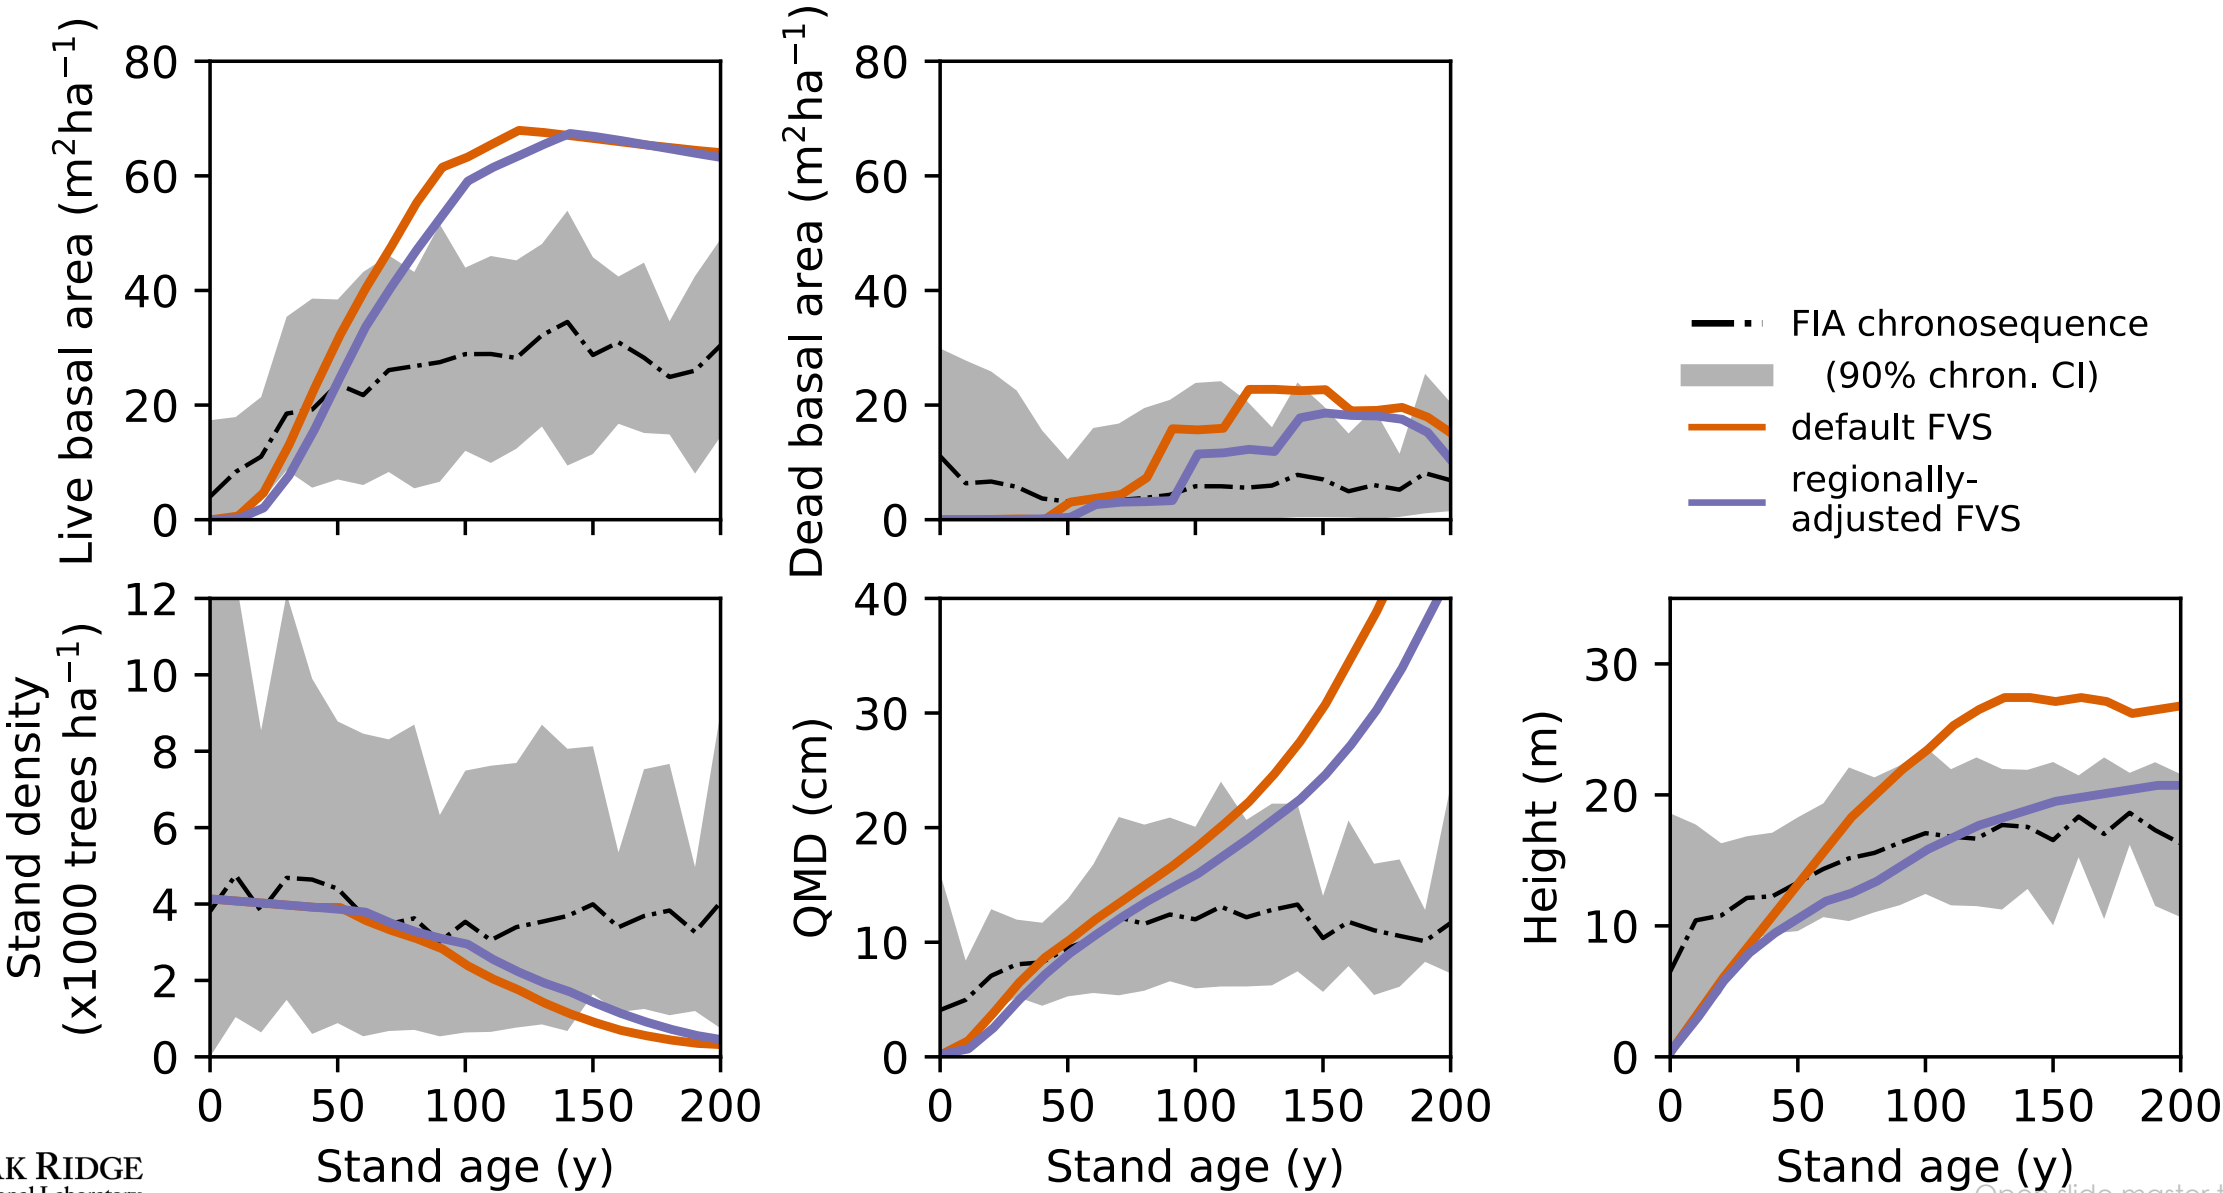 Live basal area (m²ha⁻¹)
80
60
40
20
0
Dead basal area (m²ha⁻¹)
80
60
40
20
0
FIA chronosequence
(90% chron. CI)
default FVS
regionally-
adjusted FVS
Stand density
(x1000 trees ha⁻¹)
12
10
8
6
4
2
0
0 50 100 150 200
Stand age (y)
QMD (cm)
40
30
20
10
0
0 50 100 150 200
Stand age (y)
Height (m)
30
20
10
0
0 50 100 150 200
Stand age (y)
RIDGE
Open slide master t